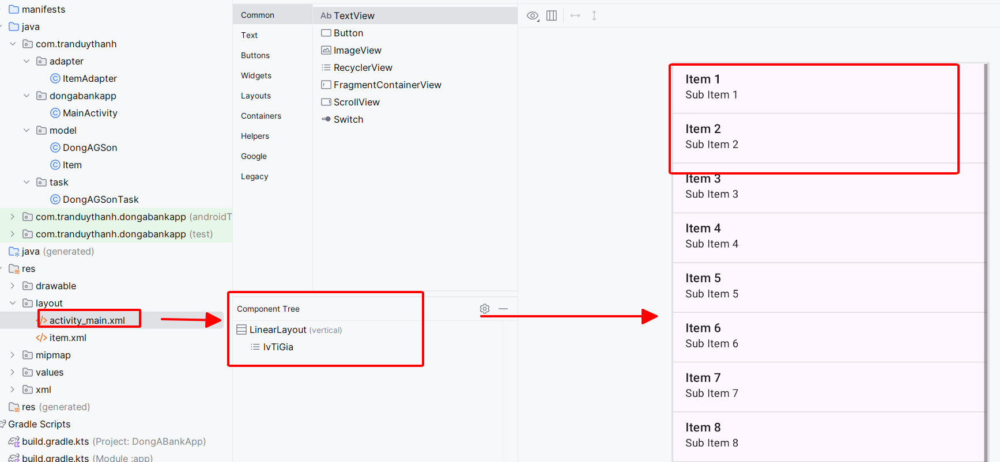 manifests
java
com.tranduythanh
adapter
ItemAdapter
dongabankapp
MainActivity
model
DongAGSon
Item
task
DongAGSonTask
com.tranduythanh.dongabankapp (androidT
com.tranduythanh.dongabankapp (test)
java (generated)
res
drawable
layout
activity_main.xml
item.xml
mipmap
values
xml
res (generated)
Gradle Scripts
build.gradle.kts (Project: DongABankApp)
build.gradle.kts (Module :app)
Common
Text
Buttons
Widgets
Layouts
Containers
Helpers
Google
Legacy
Ab TextView
Button
ImageView
RecyclerView
FragmentContainerView
ScrollView
Switch
Component Tree
LinearLayout (vertical)
lvTiGia
Item 1
Sub Item 1
Item 2
Sub Item 2
Item 3
Sub Item 3
Item 4
Sub Item 4
Item 5
Sub Item 5
Item 6
Sub Item 6
Item 7
Sub Item 7
Item 8
Sub Item 8